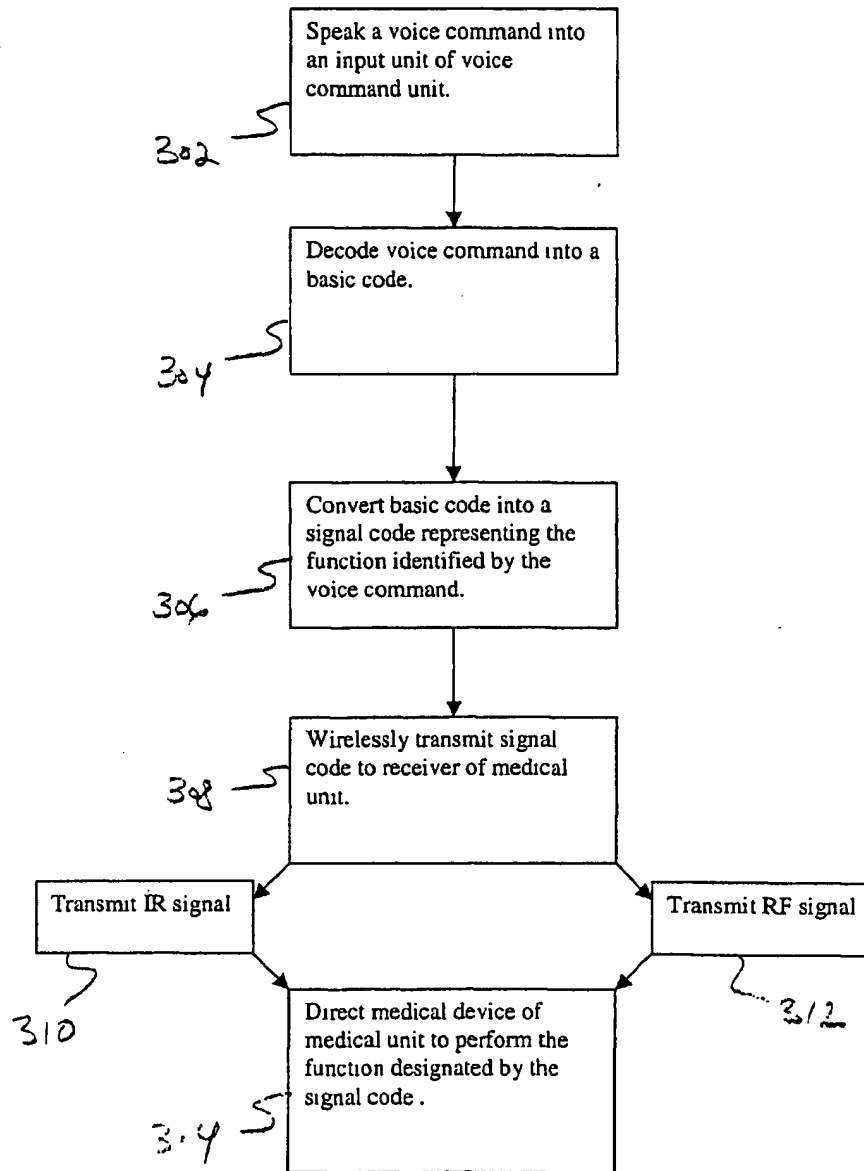 Speak a voice command into
an input unit of voice
command unit.
302
Decode voice command into a
basic code.
304
Convert basic code into a
signal code representing the
function identified by the
voice command.
306
Wirelessly transmit signal
code to receiver of medical
unit.
308
Transmit IR signal
Transmit RF signal
310
312
Direct medical device of
medical unit to perform the
function designated by the
signal code .
314